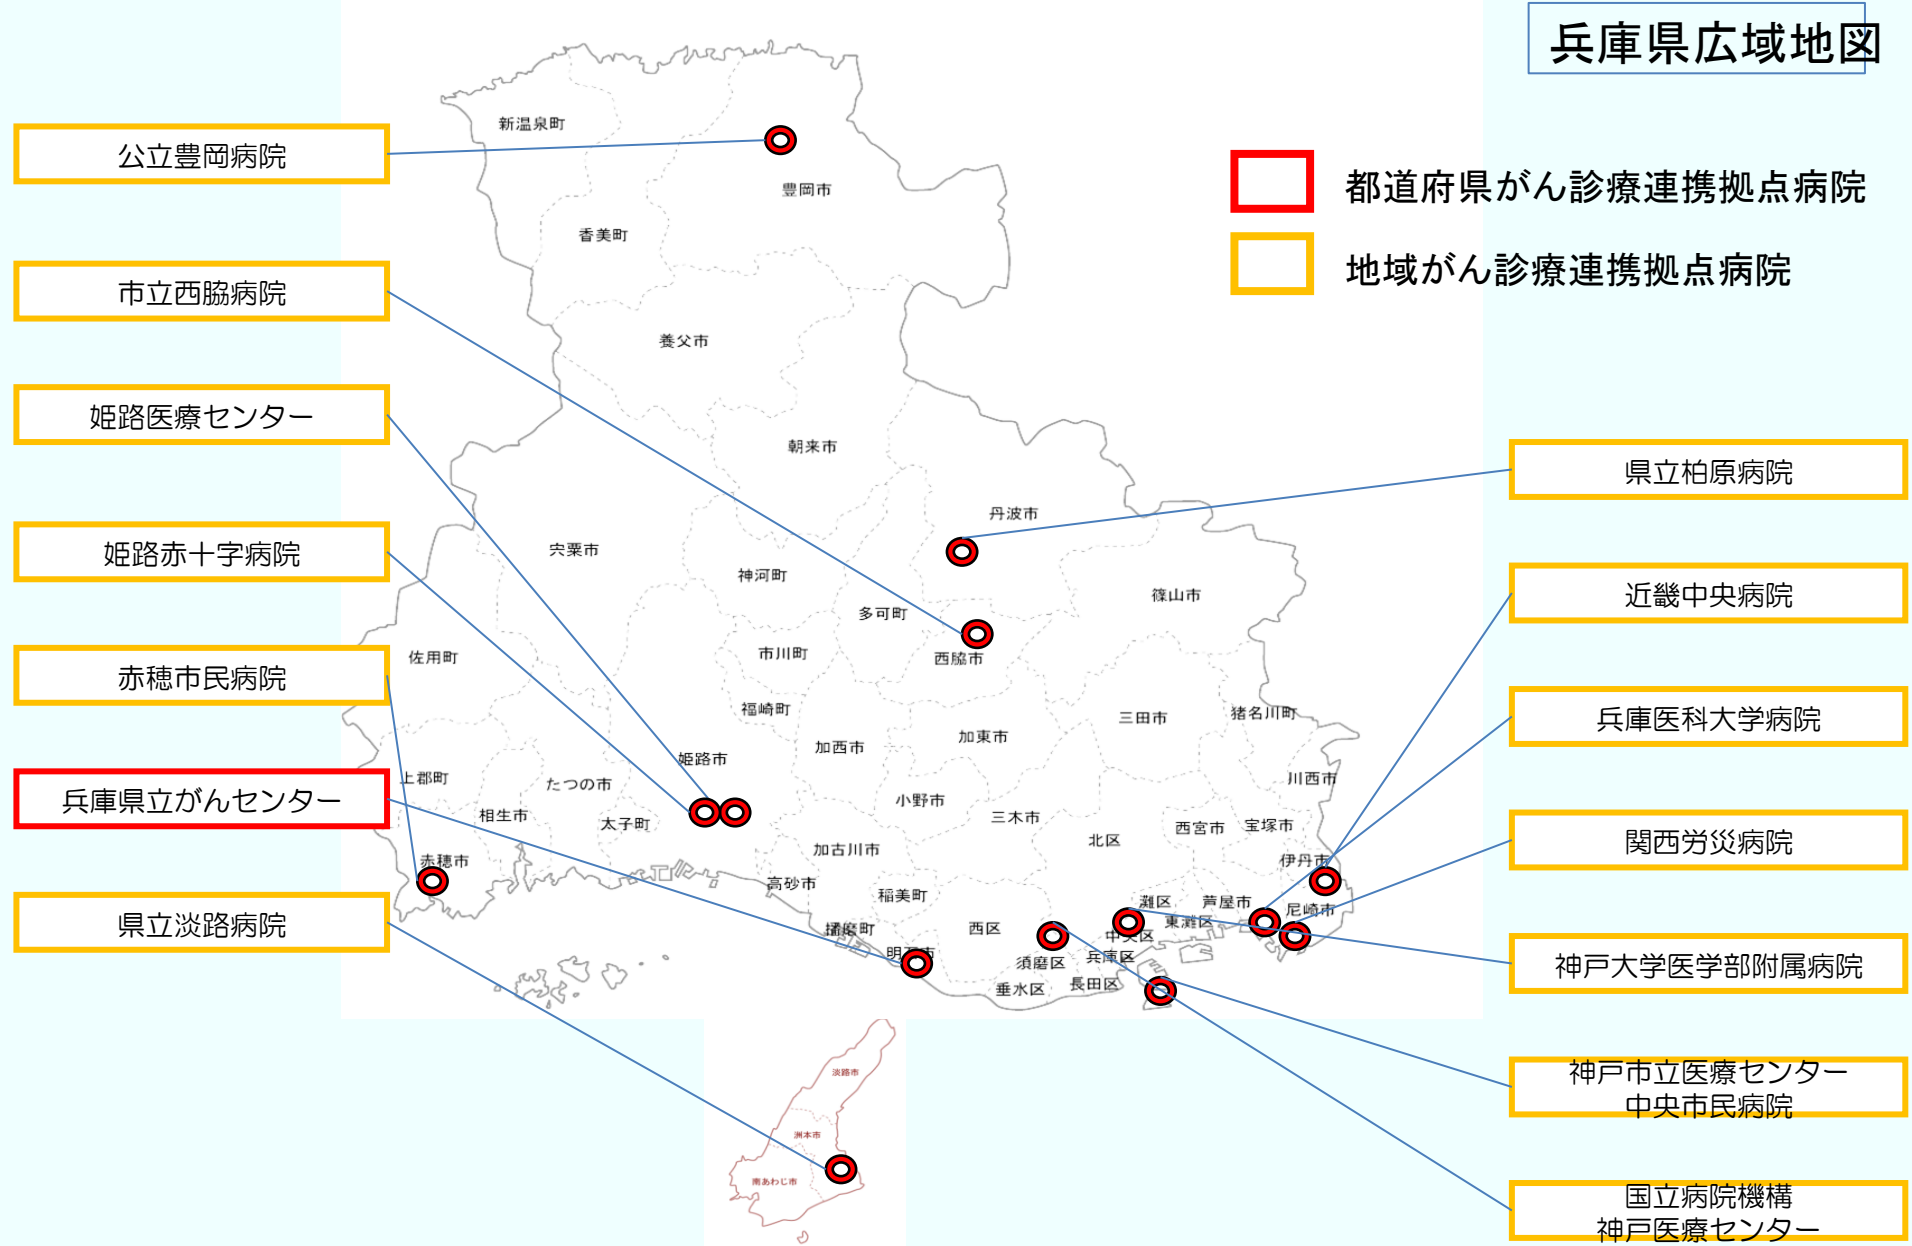 兵庫県広域地図
都道府県がん診療連携拠点病院
地域がん診療連携拠点病院
公立豊岡病院
市立西脇病院
姫路医療センター
姫路赤十字病院
赤穂市民病院
兵庫県立がんセンター
県立淡路病院
新温泉町
豊岡市
香美町
養父市
朝来市
丹波市
宍粟市
神河町
篠山市
多可町
市川町
西脇市
佐用町
福崎町
三田市
猪名川町
加西市
加東市
姫路市
上郡町
たつの市
川西市
小野市
相生市
太子町
三木市
西宮市
宝塚市
北区
加古川市
赤穂市
伊丹市
高砂市
稲美町
灘区
芦屋市
尼崎市
播磨町
西区
東灘区
中央区
明石市
須磨区
兵庫区
垂水区
長田区
淡路市
洲本市
南あわじ市
県立柏原病院
近畿中央病院
兵庫医科大学病院
関西労災病院
神戸大学医学部附属病院
神戸市立医療センター
中央市民病院
国立病院機構
神戸医療センター